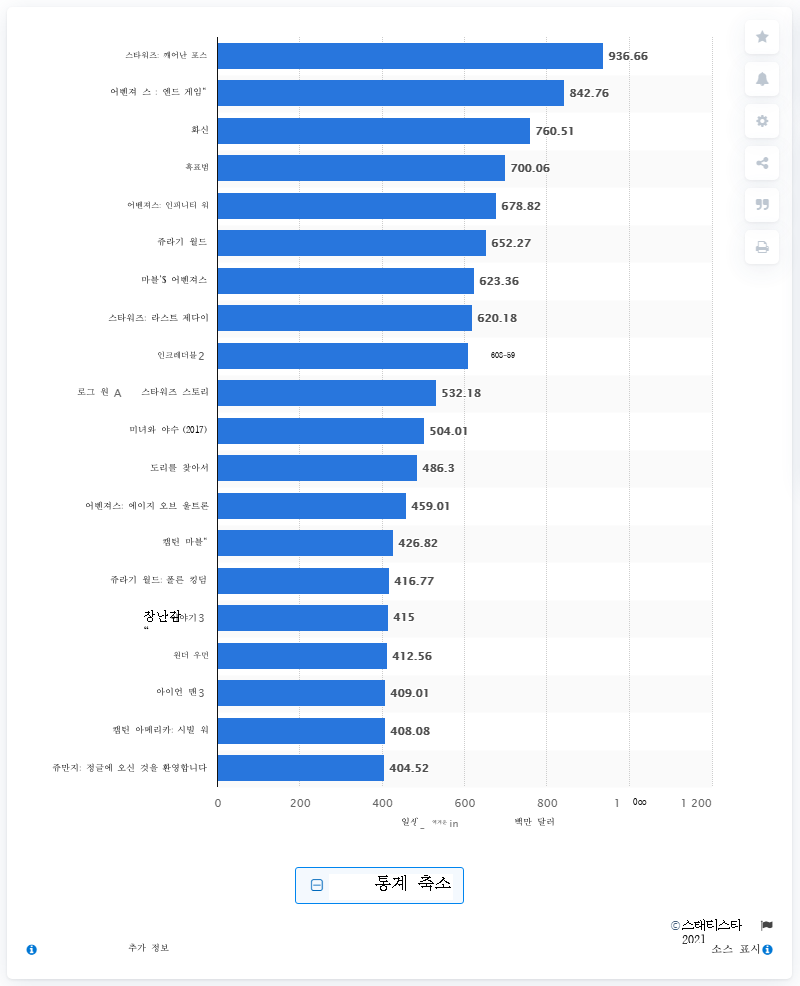 스타워즈: 깨어난 포스 936.66
어벤져 스 : 엔드 게임" 842.76
화신 760.51
흑표범 700.06
어벤져스: 인피니티 워 678.82
쥬라기 월드 652.27
마블'S 어벤져스 623.36
스타워즈: 라스트 제다이 620.18
인크레더블 2 608-59
로그 원 A 스타워즈 스토리 532.18
미녀와 야수 (2017) 504.01
도리를 찾아서 486.3
어벤져스: 에이지 오브 울트론 459.01
캡틴 마블" 426.82
쥬라기 월드: 폴른 킹덤 416.77
장난감 야기 3 415
"
원더 우먼 412.56
아이언 맨 3 409.01
캡틴 아메리카: 시빌 워 408.08
쥬만지: 정글에 오신 것을 환영합니다 404.52
0 200 400 600 800 1 0oo 1 200
in 백만 달러
통계 축소
© 스태티스타
2021
추가 정보 소스 표시